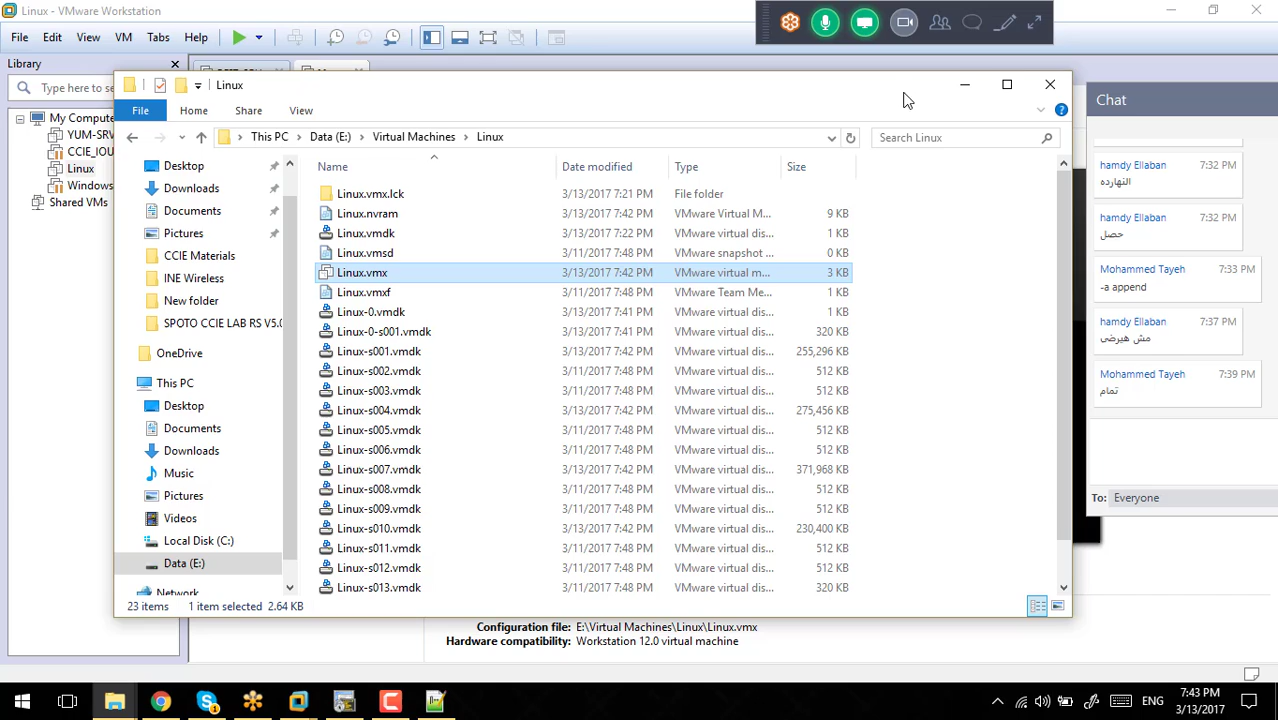 Linux - VMware Workstation
File Edit View VM Tabs Help
Library
Type here to se
My Compute
YUM-SRV
CCIE_IOU
Linux
Windows
Shared VMs
Linux
File Home Share View
This PC Data (E:) Virtual Machines Linux
Search Linux
Desktop
Downloads
Documents
Pictures
CCIE Materials
INE Wireless
New folder
SPOTO CCIE LAB RS V5.0
OneDrive
This PC
Desktop
Documents
Downloads
Music
Pictures
Videos
Local Disk (C:)
Data (E:)
Network
Name Date modified Type Size
Linux.vmx.lck 3/13/2017 7:21 PM File folder
Linux.nvram 3/13/2017 7:42 PM VMware Virtual M... 9 KB
Linux.vmdk 3/13/2017 7:22 PM VMware virtual dis... 1 KB
Linux.vmsd 3/11/2017 7:48 PM VMware snapshot ... 0 KB
Linux.vmx 3/13/2017 7:42 PM VMware virtual m... 3 KB
Linux.vmxf 3/11/2017 7:48 PM VMware Team Me... 1 KB
Linux-0.vmdk 3/13/2017 7:41 PM VMware virtual dis... 1 KB
Linux-0-s001.vmdk 3/13/2017 7:41 PM VMware virtual dis... 320 KB
Linux-s001.vmdk 3/13/2017 7:42 PM VMware virtual dis... 255,296 KB
Linux-s002.vmdk 3/11/2017 7:48 PM VMware virtual dis... 512 KB
Linux-s003.vmdk 3/11/2017 7:48 PM VMware virtual dis... 512 KB
Linux-s004.vmdk 3/13/2017 7:42 PM VMware virtual dis... 275,456 KB
Linux-s005.vmdk 3/11/2017 7:48 PM VMware virtual dis... 512 KB
Linux-s006.vmdk 3/11/2017 7:48 PM VMware virtual dis... 512 KB
Linux-s007.vmdk 3/13/2017 7:42 PM VMware virtual dis... 371,968 KB
Linux-s008.vmdk 3/11/2017 7:48 PM VMware virtual dis... 512 KB
Linux-s009.vmdk 3/11/2017 7:48 PM VMware virtual dis... 512 KB
Linux-s010.vmdk 3/13/2017 7:42 PM VMware virtual dis... 230,400 KB
Linux-s011.vmdk 3/11/2017 7:48 PM VMware virtual dis... 512 KB
Linux-s012.vmdk 3/11/2017 7:48 PM VMware virtual dis... 512 KB
Linux-s013.vmdk 3/11/2017 7:48 PM VMware virtual dis... 320 KB
23 items 1 item selected 2.64 KB
Configuration file: E:\Virtual Machines\Linux\Linux.vmx
Hardware compatibility: Workstation 12.0 virtual machine
Chat
hamdy Ellaban 7:32 PM
النهارده
hamdy Ellaban 7:32 PM
حصل
Mohammed Tayeh 7:33 PM
-a append
hamdy Ellaban 7:37 PM
مش هيرضى
Mohammed Tayeh 7:39 PM
تمام
To: Everyone
ENG
7:43 PM
3/13/2017